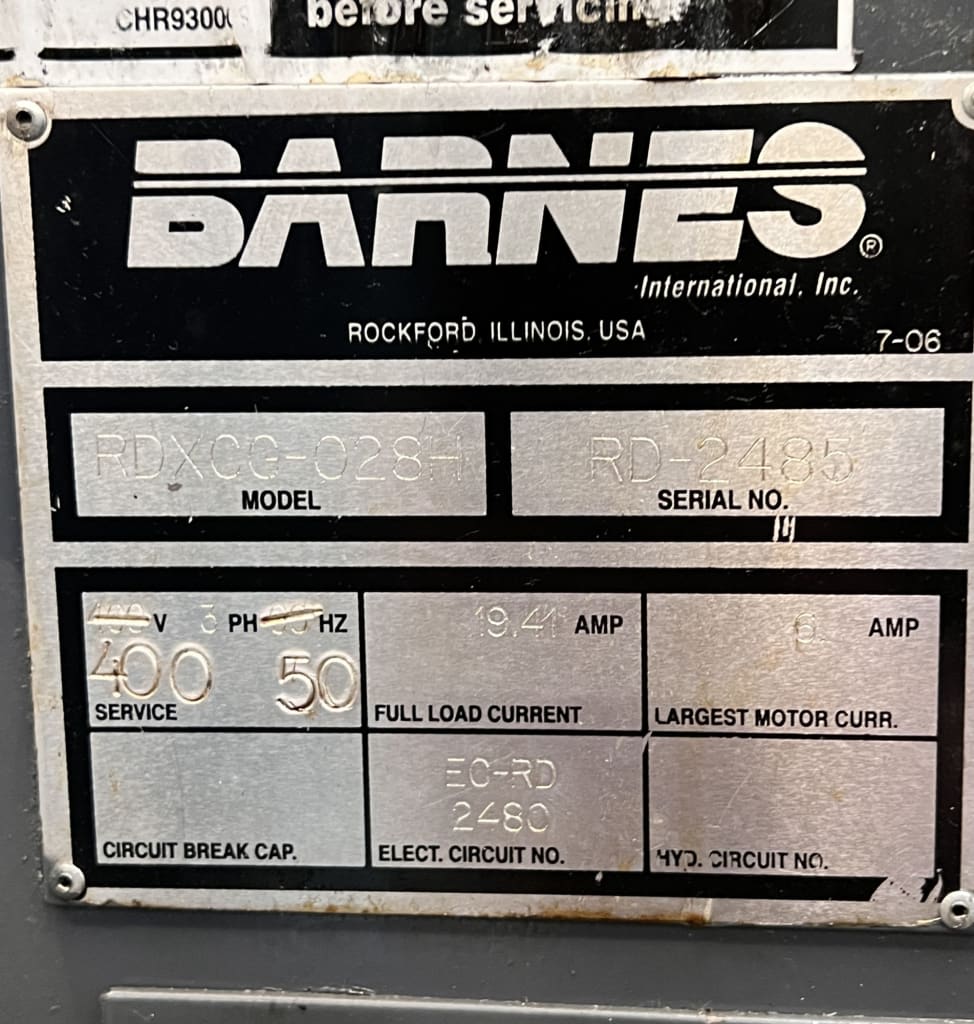 before servicing
BARNES®
International, Inc.
ROCKFORD, ILLINOIS, USA
7-06
RDXCG-028H
MODEL
RD-2485
SERIAL NO.
V 3 PH HZ
400 50
SERVICE
19.41 AMP
FULL LOAD CURRENT
6 AMP
LARGEST MOTOR CURR.
CIRCUIT BREAK CAP.
EC-RD
2480
ELECT. CIRCUIT NO.
HYD. CIRCUIT NO.